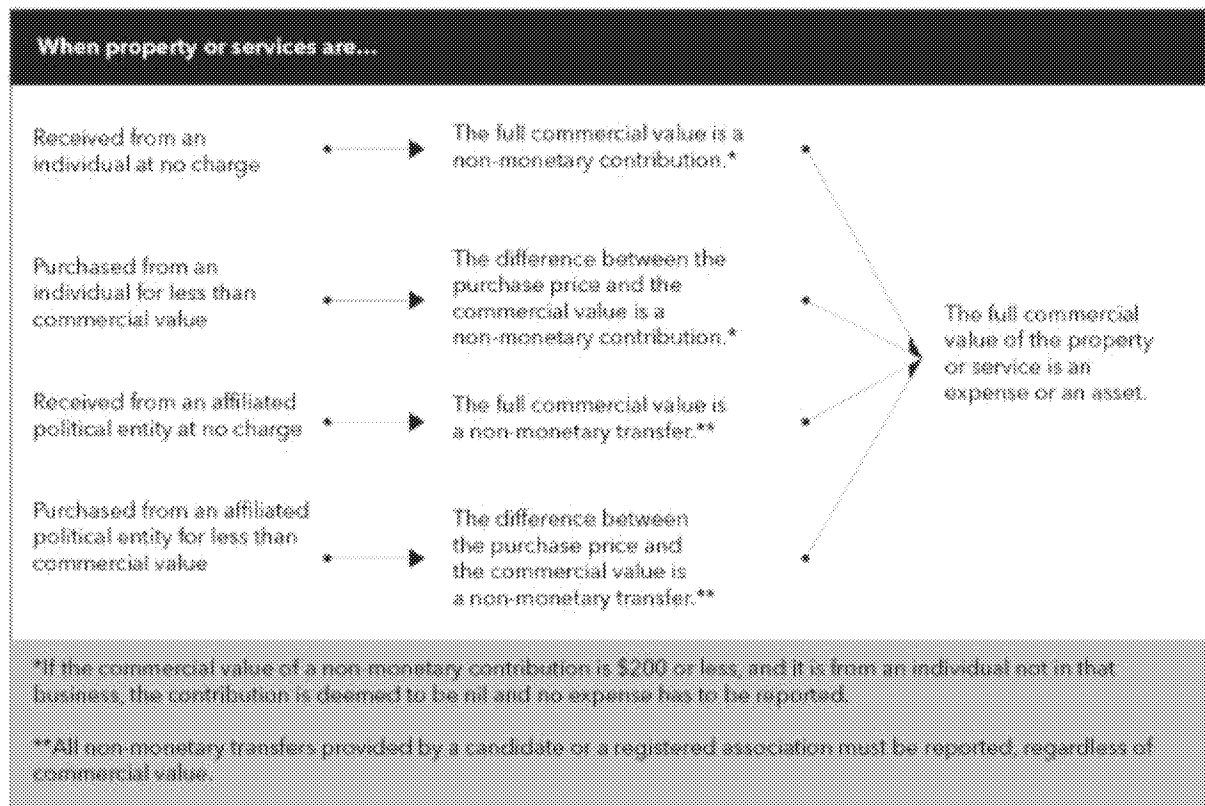 When property or services are...
Received from an
individual at no charge
The full commercial value is a
non-monetary contribution.*
Purchased from an
individual for less than
commercial value
The difference between the
purchase price and the
commercial value is a
non-monetary contribution.*
Received from an affiliated
political entity at no charge
The full commercial value is
a non-monetary transfer.**
Purchased from an affiliated
political entity for less than
commercial value
The difference between
the purchase price and
the commercial value is
a non-monetary transfer.**
The full commercial
value of the property
or service is an
expense or an asset.
*If the commercial value of a non-monetary contribution is $200 or less, and it is from an individual not in that
business, the contribution is deemed to be nil and no expense has to be reported.
**All non-monetary transfers provided by a candidate or a registered association must be reported, regardless of
commercial value.